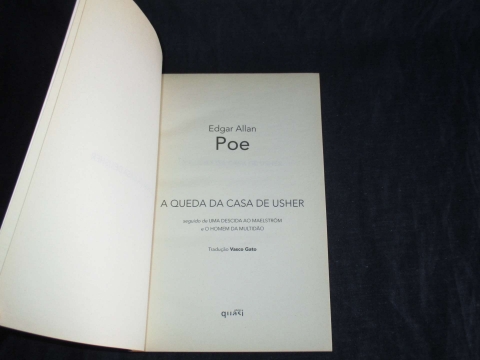 Edgar Allan
Poe
A QUEDA DA CASA DE USHER
seguido de UMA DESCIDA AO MAELSTRÖM
e O HOMEM DA MULTIDÃO
Tradução Vasco Gato
quasi